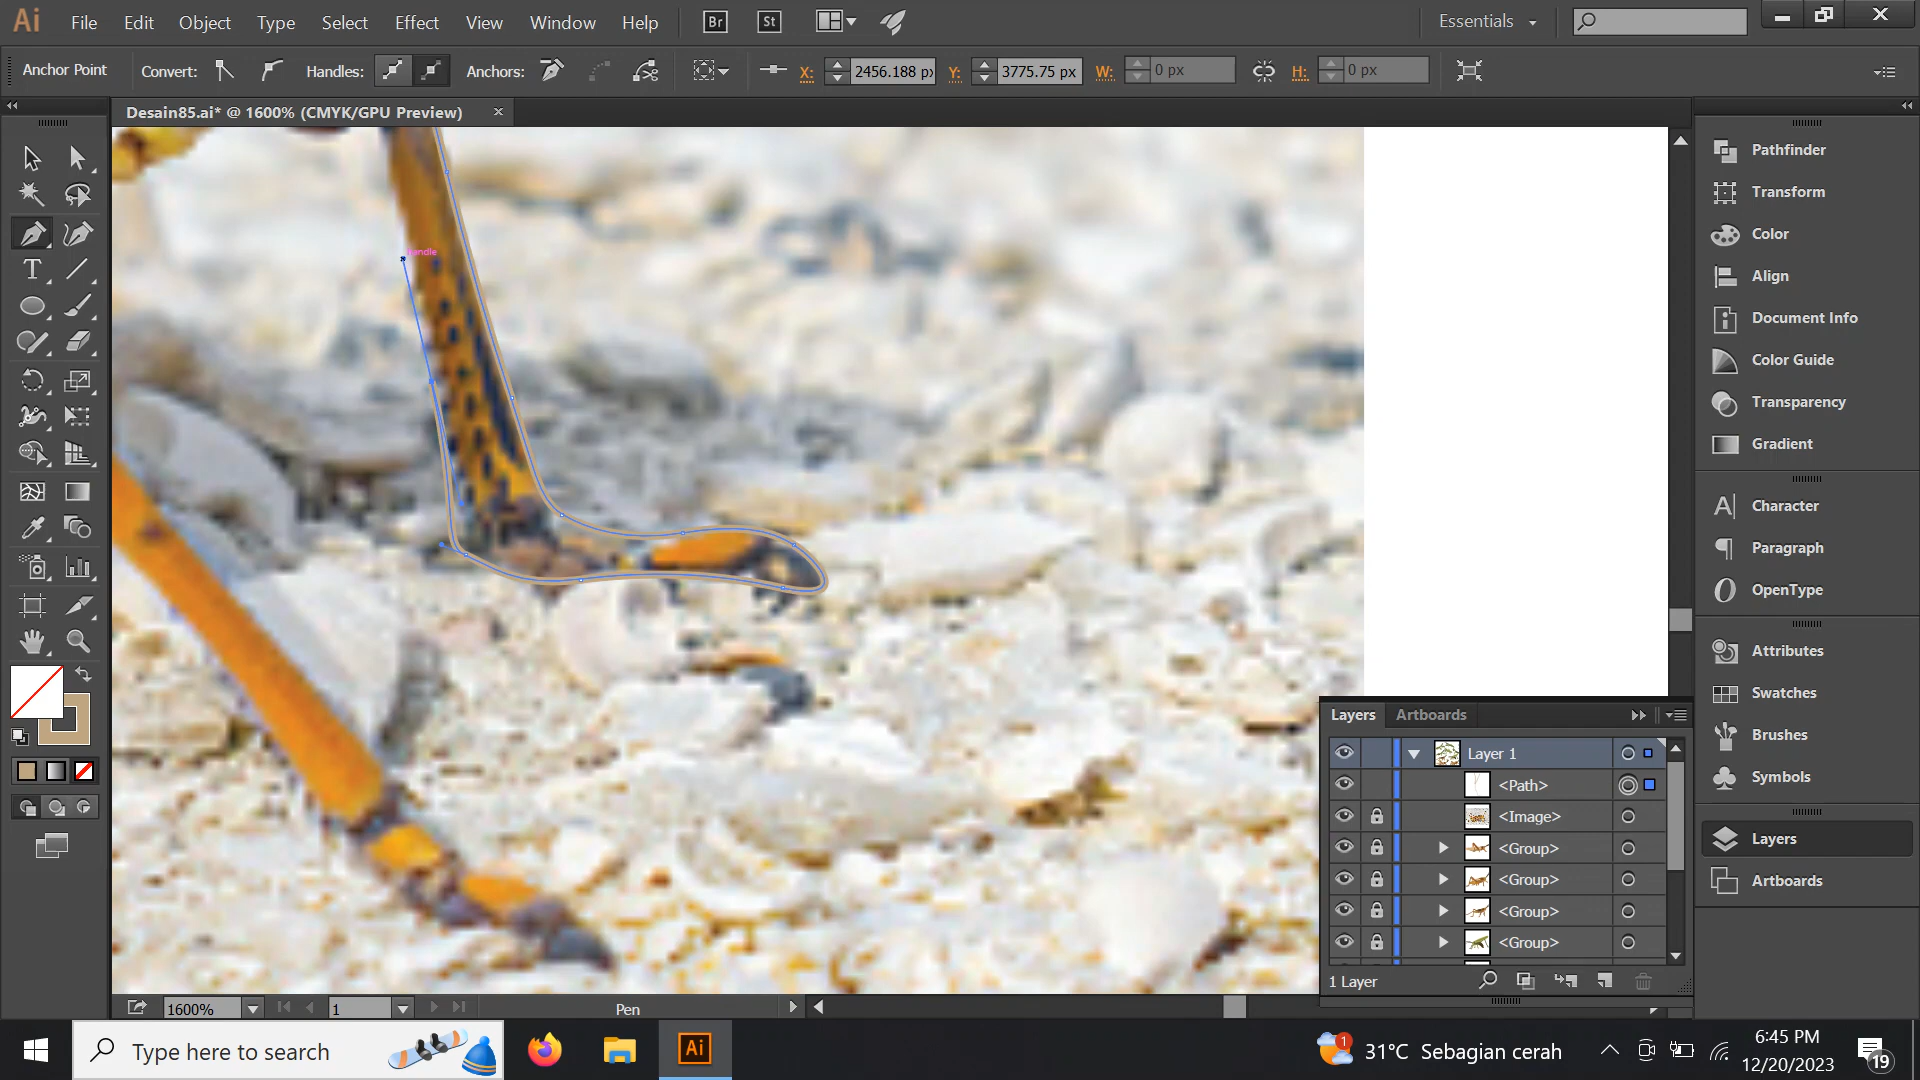 Ai File Edit Object Type Select Effect View Window Help Br St Essentials
Anchor Point Convert: Handles: Anchors: X: 2456.188 px Y: 3775.75 px W: 0 px H: 0 px
Desain85.ai* @ 1600% (CMYK/GPU Preview)
Handle
Pathfinder
Transform
Color
Align
Document Info
Color Guide
Transparency
Gradient
Character
Paragraph
OpenType
Attributes
Swatches
Brushes
Symbols
Layers
Artboards
Layers Artboards
Layer 1
<Path>
<Image>
<Group>
<Group>
<Group>
<Group>
1 Layer
1600% 1 Pen
Type here to search
Ai
1
31°C Sebagian cerah
6:45 PM
12/20/2023
19